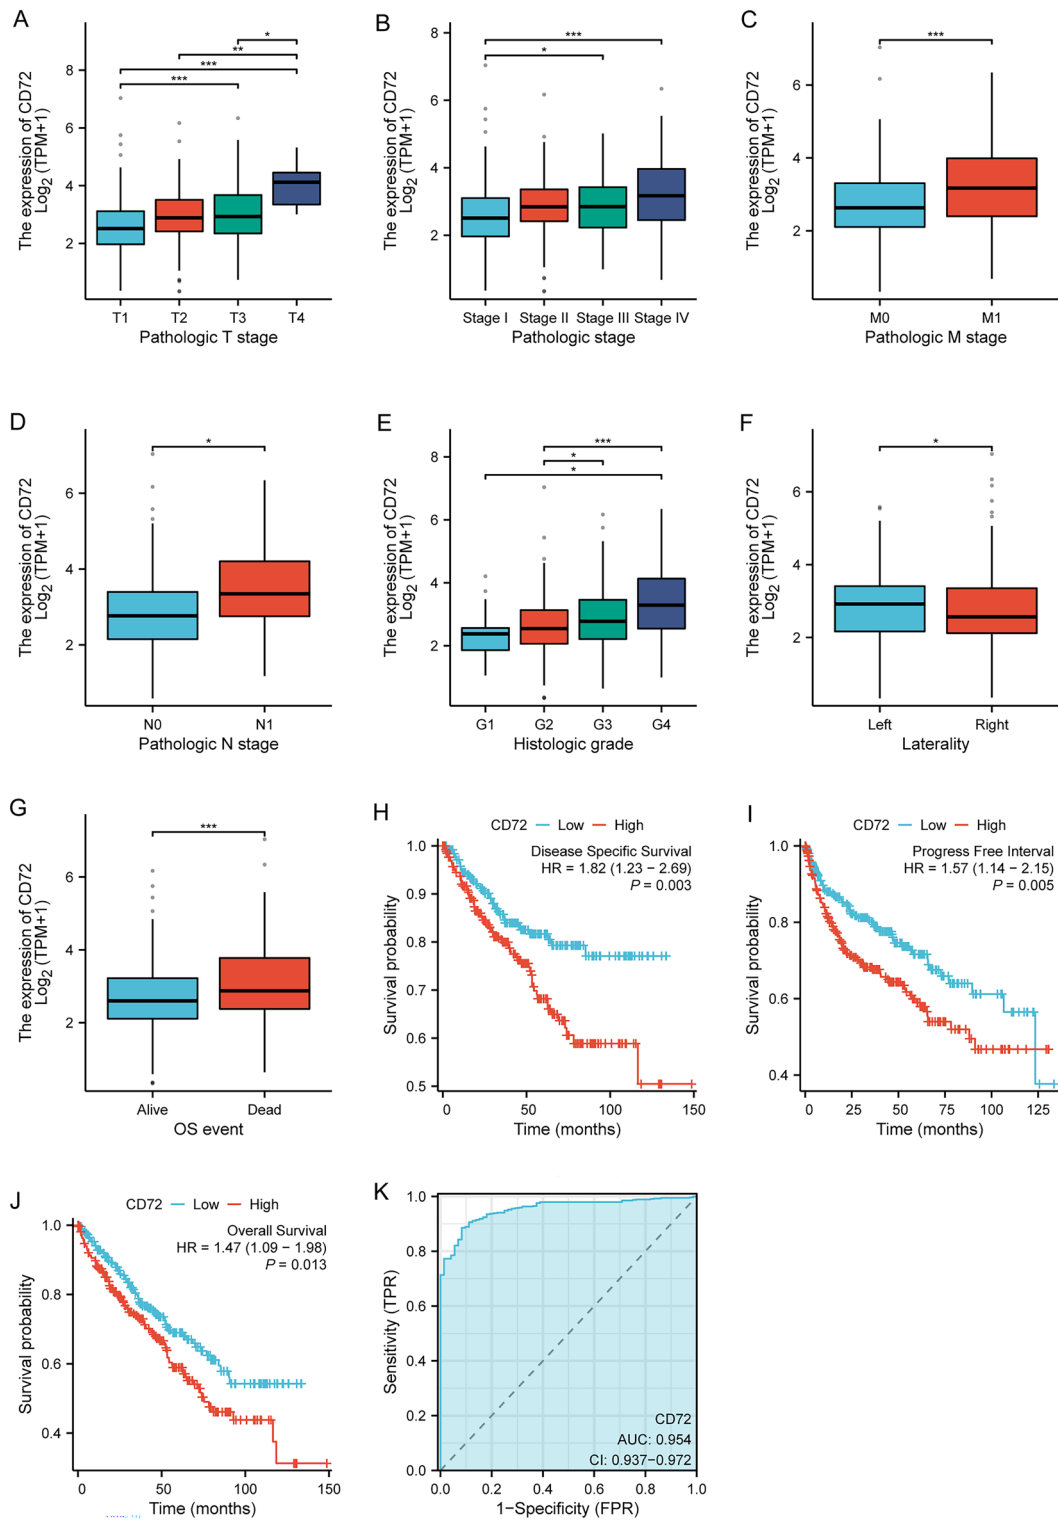 A
The expression of CD72
Log2 (TPM+1)
8
6
4
2
*
**
***
***
T1 T2 T3 T4
Pathologic T stage
B
The expression of CD72
Log2 (TPM+1)
8
6
4
2
***
*
Stage I Stage II Stage III Stage IV
Pathologic stage
C
The expression of CD72
Log2 (TPM+1)
6
4
2
***
M0 M1
Pathologic M stage
D
The expression of CD72
Log2 (TPM+1)
6
4
2
*
N0 N1
Pathologic N stage
E
The expression of CD72
Log2 (TPM+1)
8
6
4
2
***
*
*
G1 G2 G3 G4
Histologic grade
F
The expression of CD72
Log2 (TPM+1)
6
4
2
*
Left Right
Laterality
G
The expression of CD72
Log2 (TPM+1)
6
4
2
***
Alive Dead
OS event
H
CD72 Low High
Disease Specific Survival
HR = 1.82 (1.23 − 2.69)
P = 0.003
Survival probability
1.0
0.9
0.8
0.7
0.6
0.5
0 50 100 150
Time (months)
I
CD72 Low High
Progress Free Interval
HR = 1.57 (1.14 − 2.15)
P = 0.005
Survival probability
1.0
0.8
0.6
0.4
0 25 50 75 100 125
Time (months)
J
CD72 Low High
Overall Survival
HR = 1.47 (1.09 − 1.98)
P = 0.013
Survival probability
1.0
0.8
0.6
0.4
0 50 100 150
Time (months)
K
Sensitivity (TPR)
1.0
0.8
0.6
0.4
0.2
0.0
CD72
AUC: 0.954
CI: 0.937−0.972
0.0 0.2 0.4 0.6 0.8 1.0
1−Specificity (FPR)